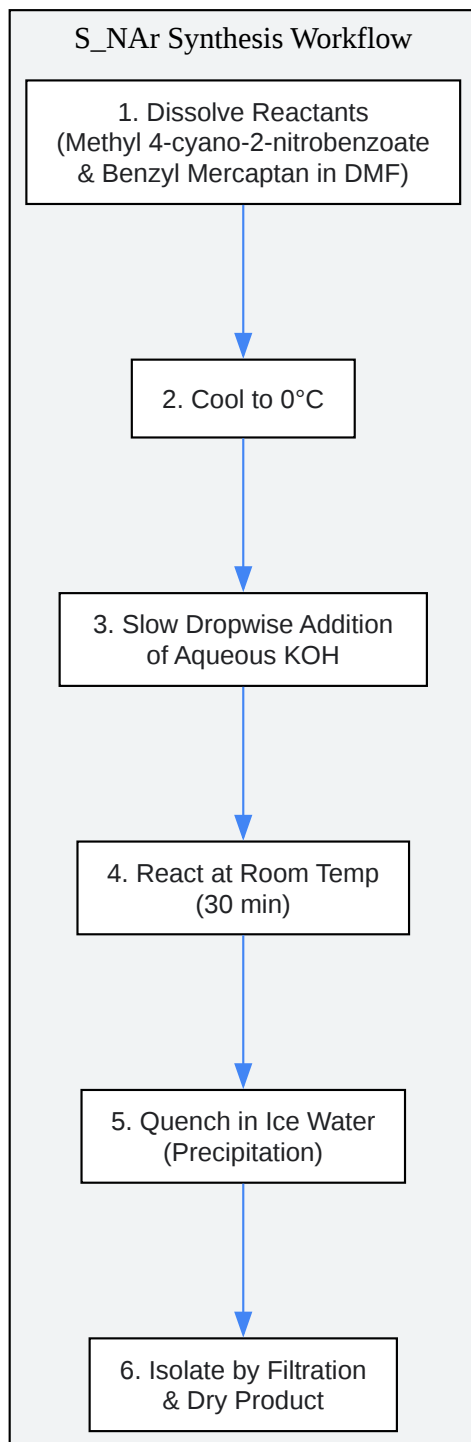 S_NAr Synthesis Workflow
1. Dissolve Reactants
(Methyl 4-cyano-2-nitrobenzoate
& Benzyl Mercaptan in DMF)
2. Cool to 0°C
3. Slow Dropwise Addition
of Aqueous KOH
4. React at Room Temp
(30 min)
5. Quench in Ice Water
(Precipitation)
6. Isolate by Filtration
& Dry Product